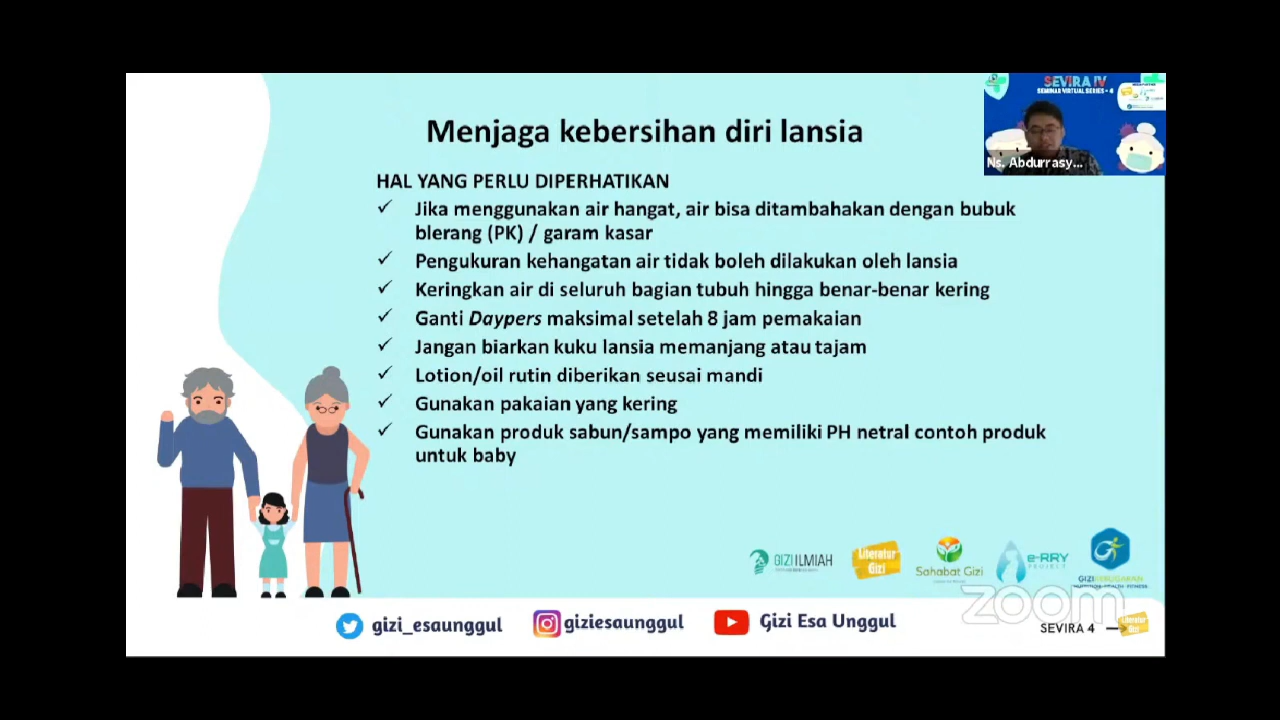 SEVIRA IV
SEMINAR VIRTUAL SERIES - 4
Ns. Abdurrasy...
Menjaga kebersihan diri lansia
HAL YANG PERLU DIPERHATIKAN
✓ Jika menggunakan air hangat, air bisa ditambahakan dengan bubuk
blerang (PK) / garam kasar
✓ Pengukuran kehangatan air tidak boleh dilakukan oleh lansia
✓ Keringkan air di seluruh bagian tubuh hingga benar-benar kering
✓ Ganti Daypers maksimal setelah 8 jam pemakaian
✓ Jangan biarkan kuku lansia memanjang atau tajam
✓ Lotion/oil rutin diberikan seusai mandi
✓ Gunakan pakaian yang kering
✓ Gunakan produk sabun/sampo yang memiliki PH netral contoh produk
untuk baby
GIZI ILMIAH
Literatur
Gizi
Sahabat Gizi
e-RRY
PROJECT
GIZI KEBUGARAN
zoom
gizi_esaunggul
giziesaunggul
Gizi Esa Unggul
SEVIRA 4
Literatur
Gizi